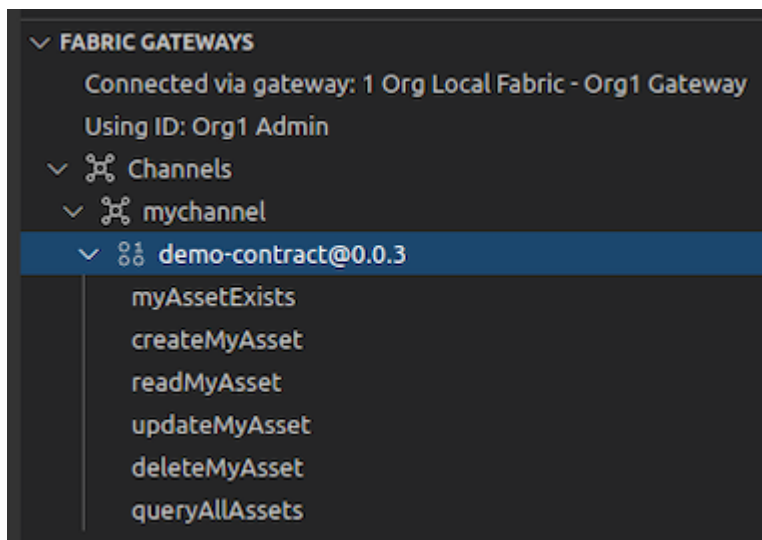 FABRIC GATEWAYS
Connected via gateway: 1 Org Local Fabric - Org1 Gateway
Using ID: Org1 Admin
Channels
mychannel
demo-contract@0.0.3
myAssetExists
createMyAsset
readMyAsset
updateMyAsset
deleteMyAsset
queryAllAssets